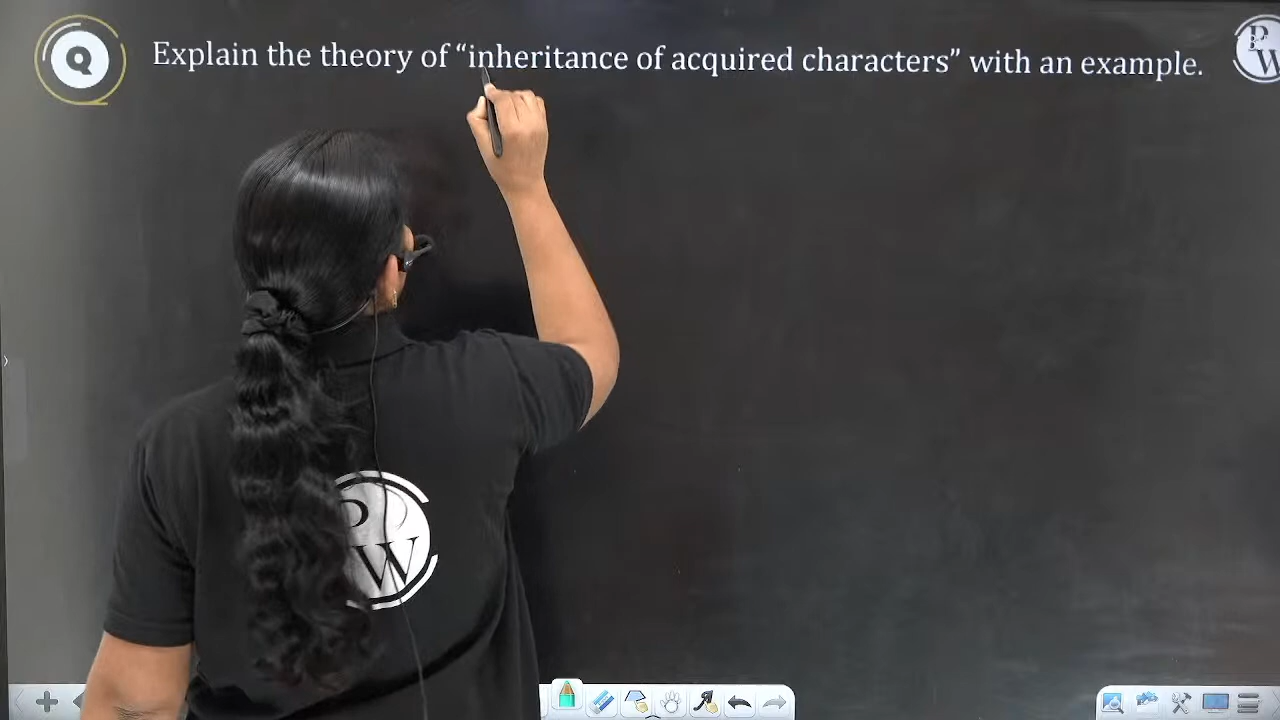 Q Explain the theory of “inheritance of acquired characters” with an example.
P
W
P
W